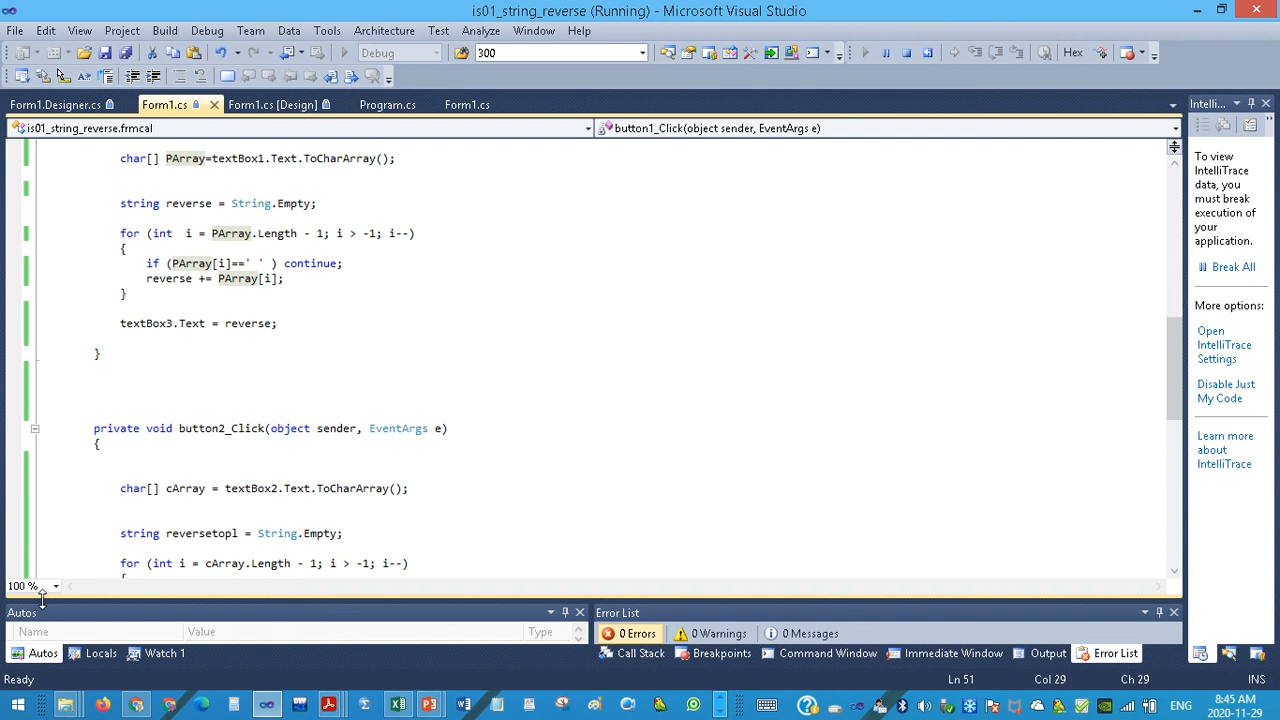 is01_string_reverse (Running) - Microsoft Visual Studio
File Edit View Project Build Debug Team Data Tools Architecture Test Analyze Window Help
Debug 300 Hex
Form1.Designer.cs Form1.cs Form1.cs [Design] Program.cs Form1.cs
is01_string_reverse.frmcal button1_Click(object sender, EventArgs e)
char[] PArray=textBox1.Text.ToCharArray();
string reverse = String.Empty;
for (int i = PArray.Length - 1; i > -1; i--)
{
if (PArray[i]==' ' ) continue;
reverse += PArray[i];
}
textBox3.Text = reverse;
}
private void button2_Click(object sender, EventArgs e)
{
char[] cArray = textBox2.Text.ToCharArray();
string reversetopl = String.Empty;
for (int i = cArray.Length - 1; i > -1; i--)
{
100 %
Intelli...
To view
IntelliTrace
data, you
must break
execution of
your
application.
Break All
More options:
Open
IntelliTrace
Settings
Disable Just
My Code
Learn more
about
IntelliTrace
Autos
Name Value Type
Autos Locals Watch 1
Error List
0 Errors 0 Warnings 0 Messages
Call Stack Breakpoints Command Window Immediate Window Output Error List
Ready Ln 51 Col 29 Ch 29 INS
ENG 8:45 AM
2020-11-29